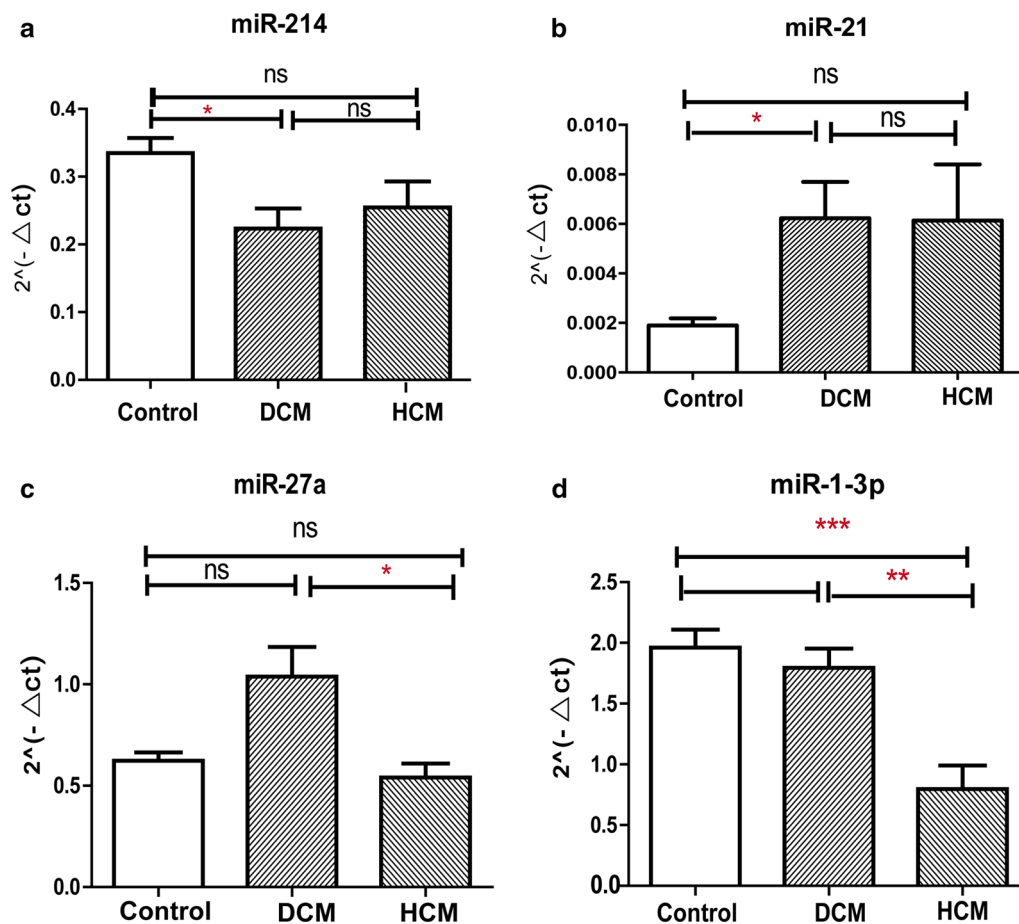 a
miR-214
ns
* ns
2^(- △ ct)
0.4
0.3
0.2
0.1
0.0
Control DCM HCM
b
miR-21
ns
* ns
2^(- △ ct)
0.010
0.008
0.006
0.004
0.002
0.000
Control DCM HCM
c
miR-27a
ns
ns *
2^(- △ct)
1.5
1.0
0.5
0.0
Control DCM HCM
d
miR-1-3p
***
**
2^(- △ct)
2.5
2.0
1.5
1.0
0.5
0.0
Control DCM HCM